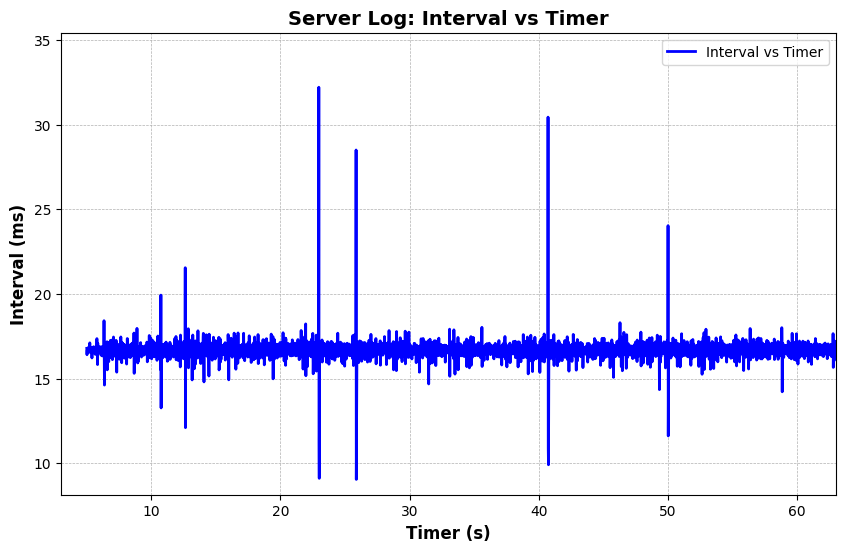 Server Log: Interval vs Timer
Interval vs Timer
35
30
25
20
15
10
Interval (ms)
10 20 30 40 50 60
Timer (s)